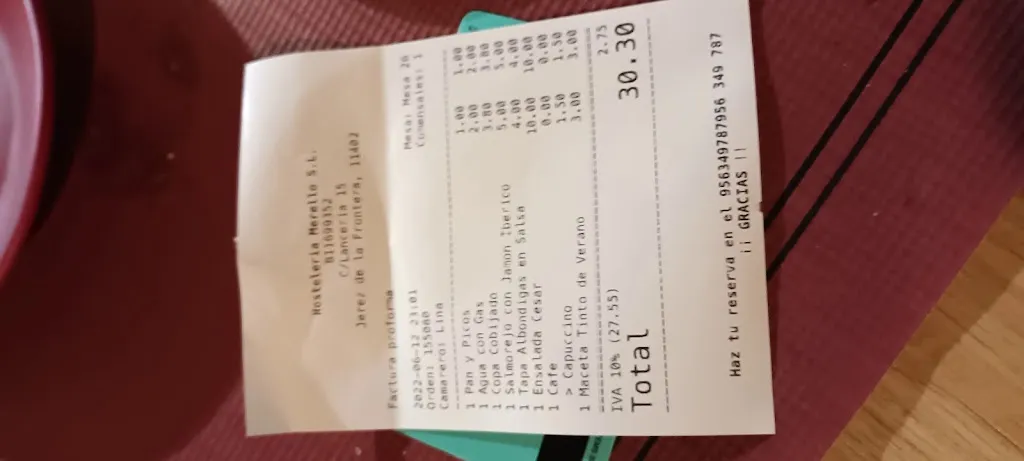 Hosteleria Merello S.L.
B11699352
C/Lanceria 15
Jerez de la Frontera, 11402
Factura proforma
2022-06-12 23:01 Mesa: Mesa 20
Orden: 155080 Comensales: 1
Camarero: Lina
1 Pan y Picos 1.00 1.00
1 Agua con Gas 2.00 2.00
1 Copa Cobijado 3.80 3.80
1 Salmorejo con Jamon Iberico 5.00 5.00
1 Tapa Albondigas en Salsa 4.00 4.00
1 Ensalada Cesar 10.00 10.00
1 Cafe 0.00 0.00
> Capuccino 1.50 1.50
1 Maceta Tinto de Verano 3.00 3.00
IVA 10% (27.55) 2.75
Total 30.30
Haz tu reserva en el 956349787956 349 787
¡¡ GRACIAS !!